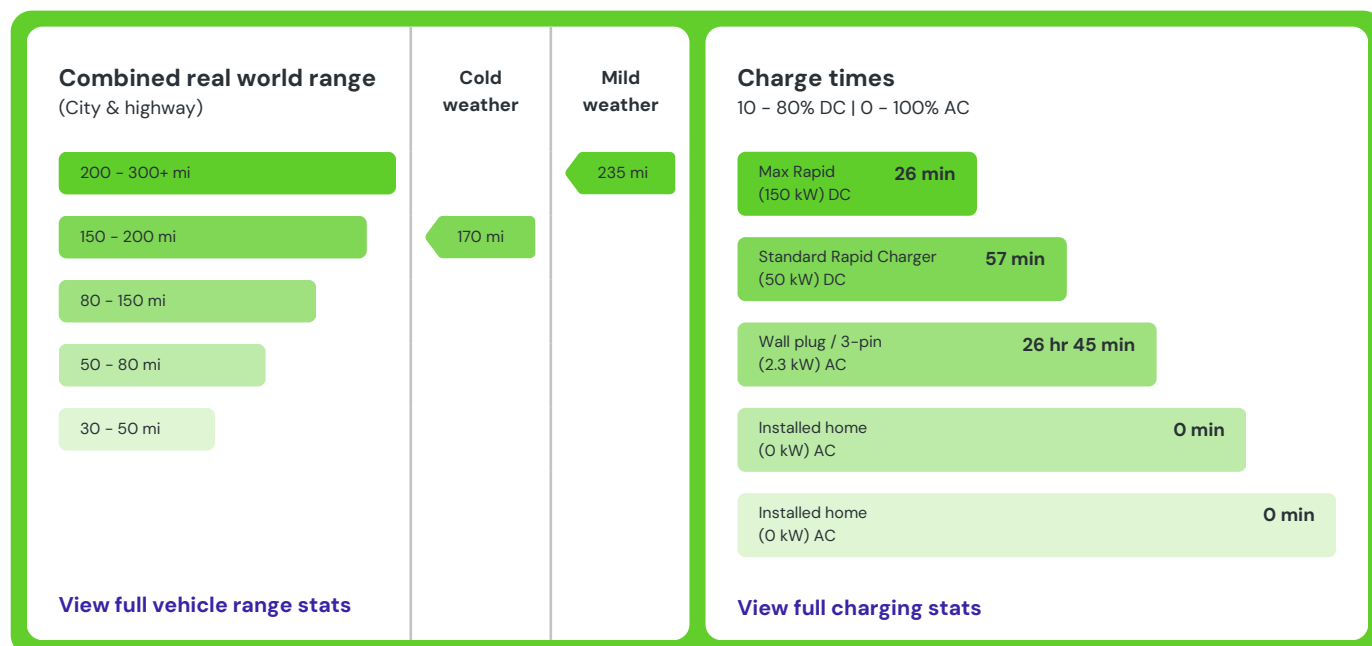 Combined real world range
(City & highway)
Cold
weather
Mild
weather
200 - 300+ mi
235 mi
150 - 200 mi
170 mi
80 - 150 mi
50 - 80 mi
30 - 50 mi
View full vehicle range stats
Charge times
10 - 80% DC | 0 - 100% AC
Max Rapid
(150 kW) DC
26 min
Standard Rapid Charger
(50 kW) DC
57 min
Wall plug / 3-pin
(2.3 kW) AC
26 hr 45 min
Installed home
(0 kW) AC
0 min
Installed home
(0 kW) AC
0 min
View full charging stats